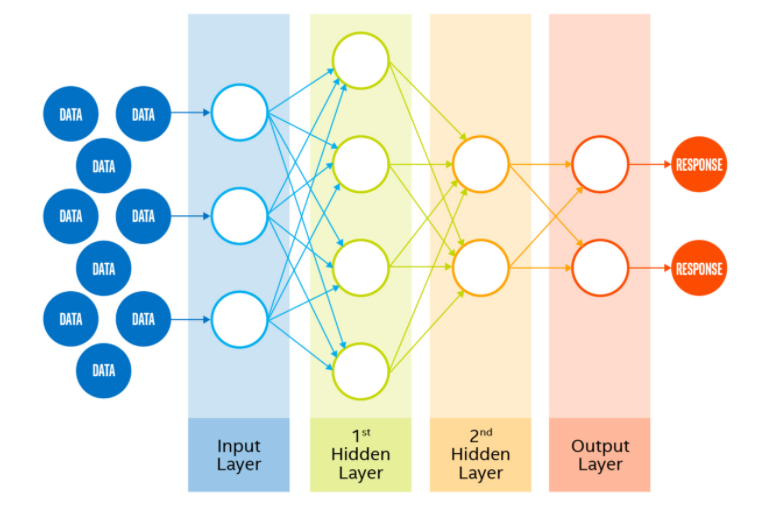 DATA
DATA
DATA
DATA
DATA
DATA
DATA
DATA
DATA
RESPONSE
RESPONSE
Input
Layer
1st
Hidden
Layer
2nd
Hidden
Layer
Output
Layer